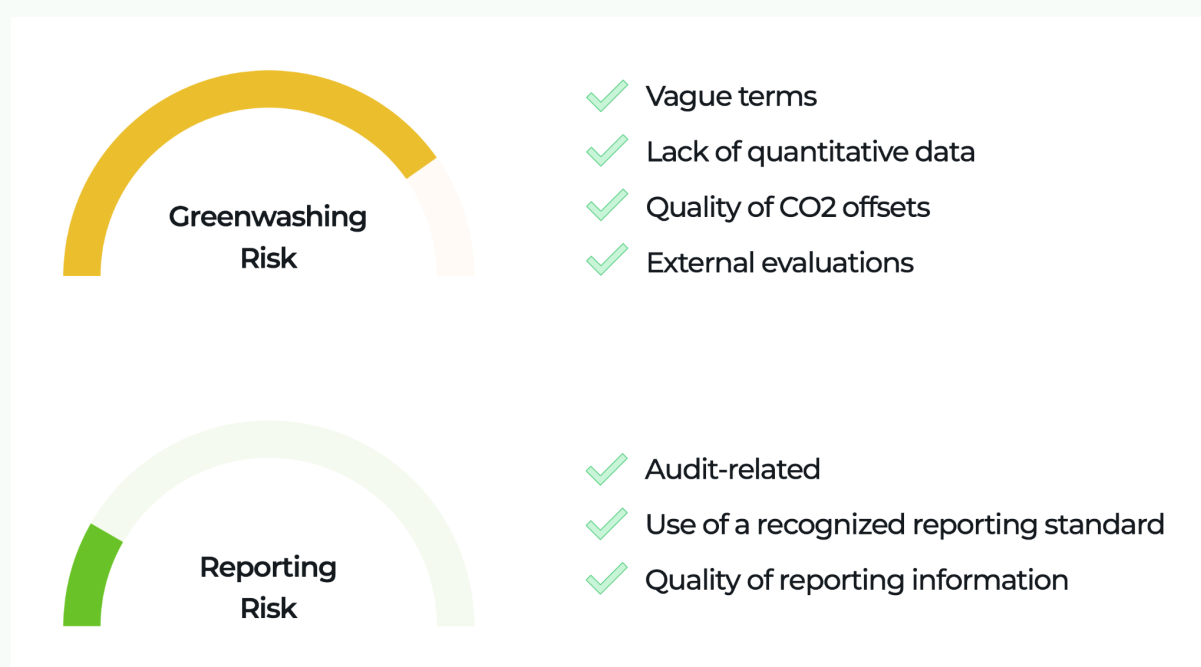 Greenwashing
Risk
Vague terms
Lack of quantitative data
Quality of CO2 offsets
External evaluations
Reporting
Risk
Audit-related
Use of a recognized reporting standard
Quality of reporting information